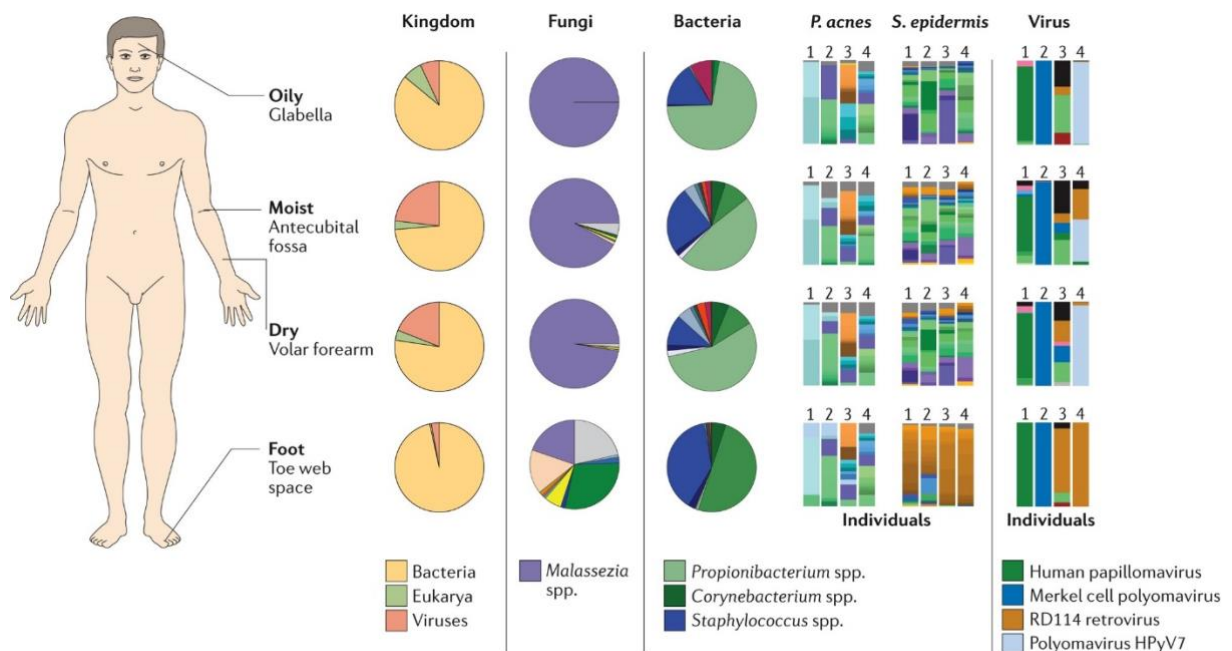 Kingdom
Fungi
Bacteria
P. acnes
S. epidermis
Virus
1 2 3 4
1 2 3 4
1 2 3 4
Oily
Glabella
1 2 3 4
1 2 3 4
1 2 3 4
Moist
Antecubital
fossa
1 2 3 4
1 2 3 4
1 2 3 4
Dry
Volar forearm
1 2 3 4
1 2 3 4
1 2 3 4
Foot
Toe web
space
Individuals
Individuals
Bacteria
Eukarya
Viruses
Malassezia
spp.
Propionibacterium spp.
Corynebacterium spp.
Staphylococcus spp.
Human papillomavirus
Merkel cell polyomavirus
RD114 retrovirus
Polyomavirus HPyV7